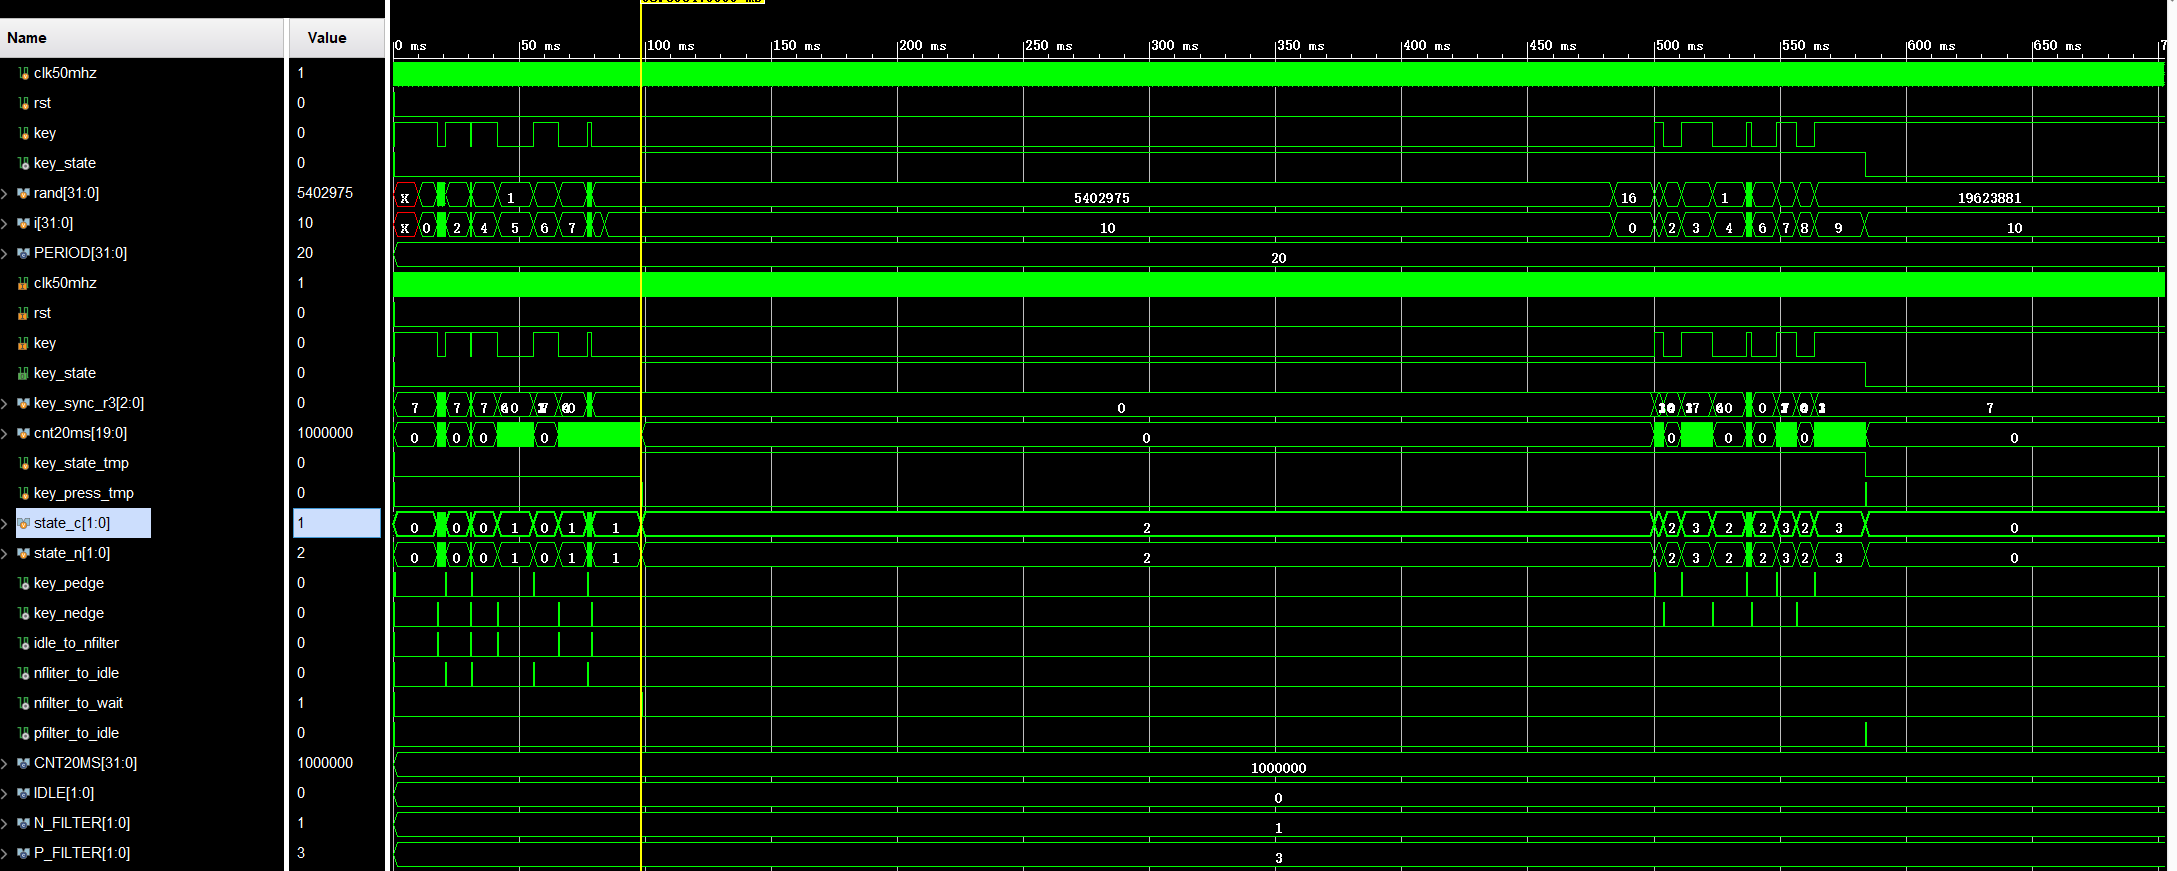 Name Value
0 ms 50 ms 100 ms 150 ms 200 ms 250 ms 300 ms 350 ms 400 ms 450 ms 500 ms 550 ms 600 ms 650 ms 7
clk50mhz 1
rst 0
key 0
key_state 0
rand[31:0] 5402975 X 1 5402975 16 1 19623881
i[31:0] 10 X 0 2 4 5 6 7 10 0 2 3 4 6 7 8 9 10
PERIOD[31:0] 20 20
clk50mhz 1
rst 0
key 0
key_state 0
key_sync_r3[2:0] 0 7 7 7 0 0 0 7 0 0 7
cnt20ms[19:0] 1000000 0 0 0 0 0 0 0 0 0 0
key_state_tmp 0
key_press_tmp 0
state_c[1:0] 1 0 0 0 1 0 1 1 2 2 3 2 2 3 2 3 0
state_n[1:0] 2 0 0 0 1 0 1 1 2 2 3 2 2 3 2 3 0
key_pedge 0
key_nedge 0
idle_to_nfilter 0
nfliter_to_idle 0
nfilter_to_wait 1
pfilter_to_idle 0
CNT20MS[31:0] 1000000 1000000
IDLE[1:0] 0 0
N_FILTER[1:0] 1 1
P_FILTER[1:0] 3 3